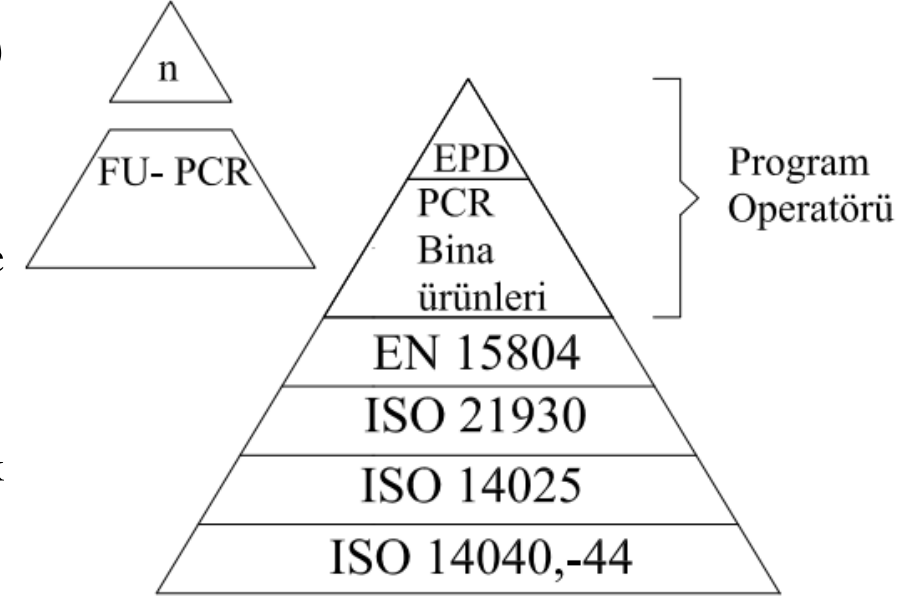 n
FU- PCR
EPD
PCR
Bina
ürünleri
EN 15804
ISO 21930
ISO 14025
ISO 14040,-44
Program
Operatörü